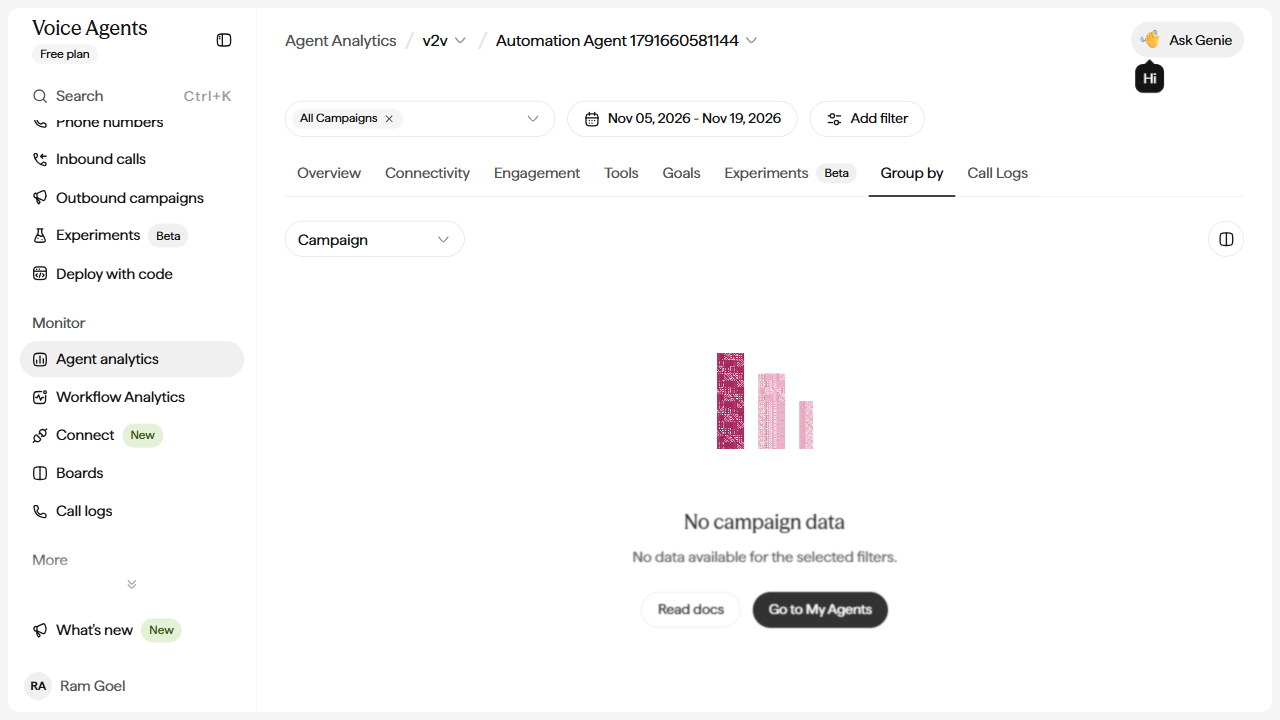 Voice Agents
Free plan
Search Ctrl+K
Phone numbers
Inbound calls
Outbound campaigns
Experiments Beta
Deploy with code
Monitor
Agent analytics
Workflow Analytics
Connect New
Boards
Call logs
More
What's new New
RA Ram Goel
Agent Analytics / v2v / Automation Agent 1791660581144
Ask Genie
Hi
All Campaigns
Nov 05, 2026 - Nov 19, 2026
Add filter
Overview Connectivity Engagement Tools Goals Experiments Beta Group by Call Logs
Campaign
No campaign data
No data available for the selected filters.
Read docs Go to My Agents